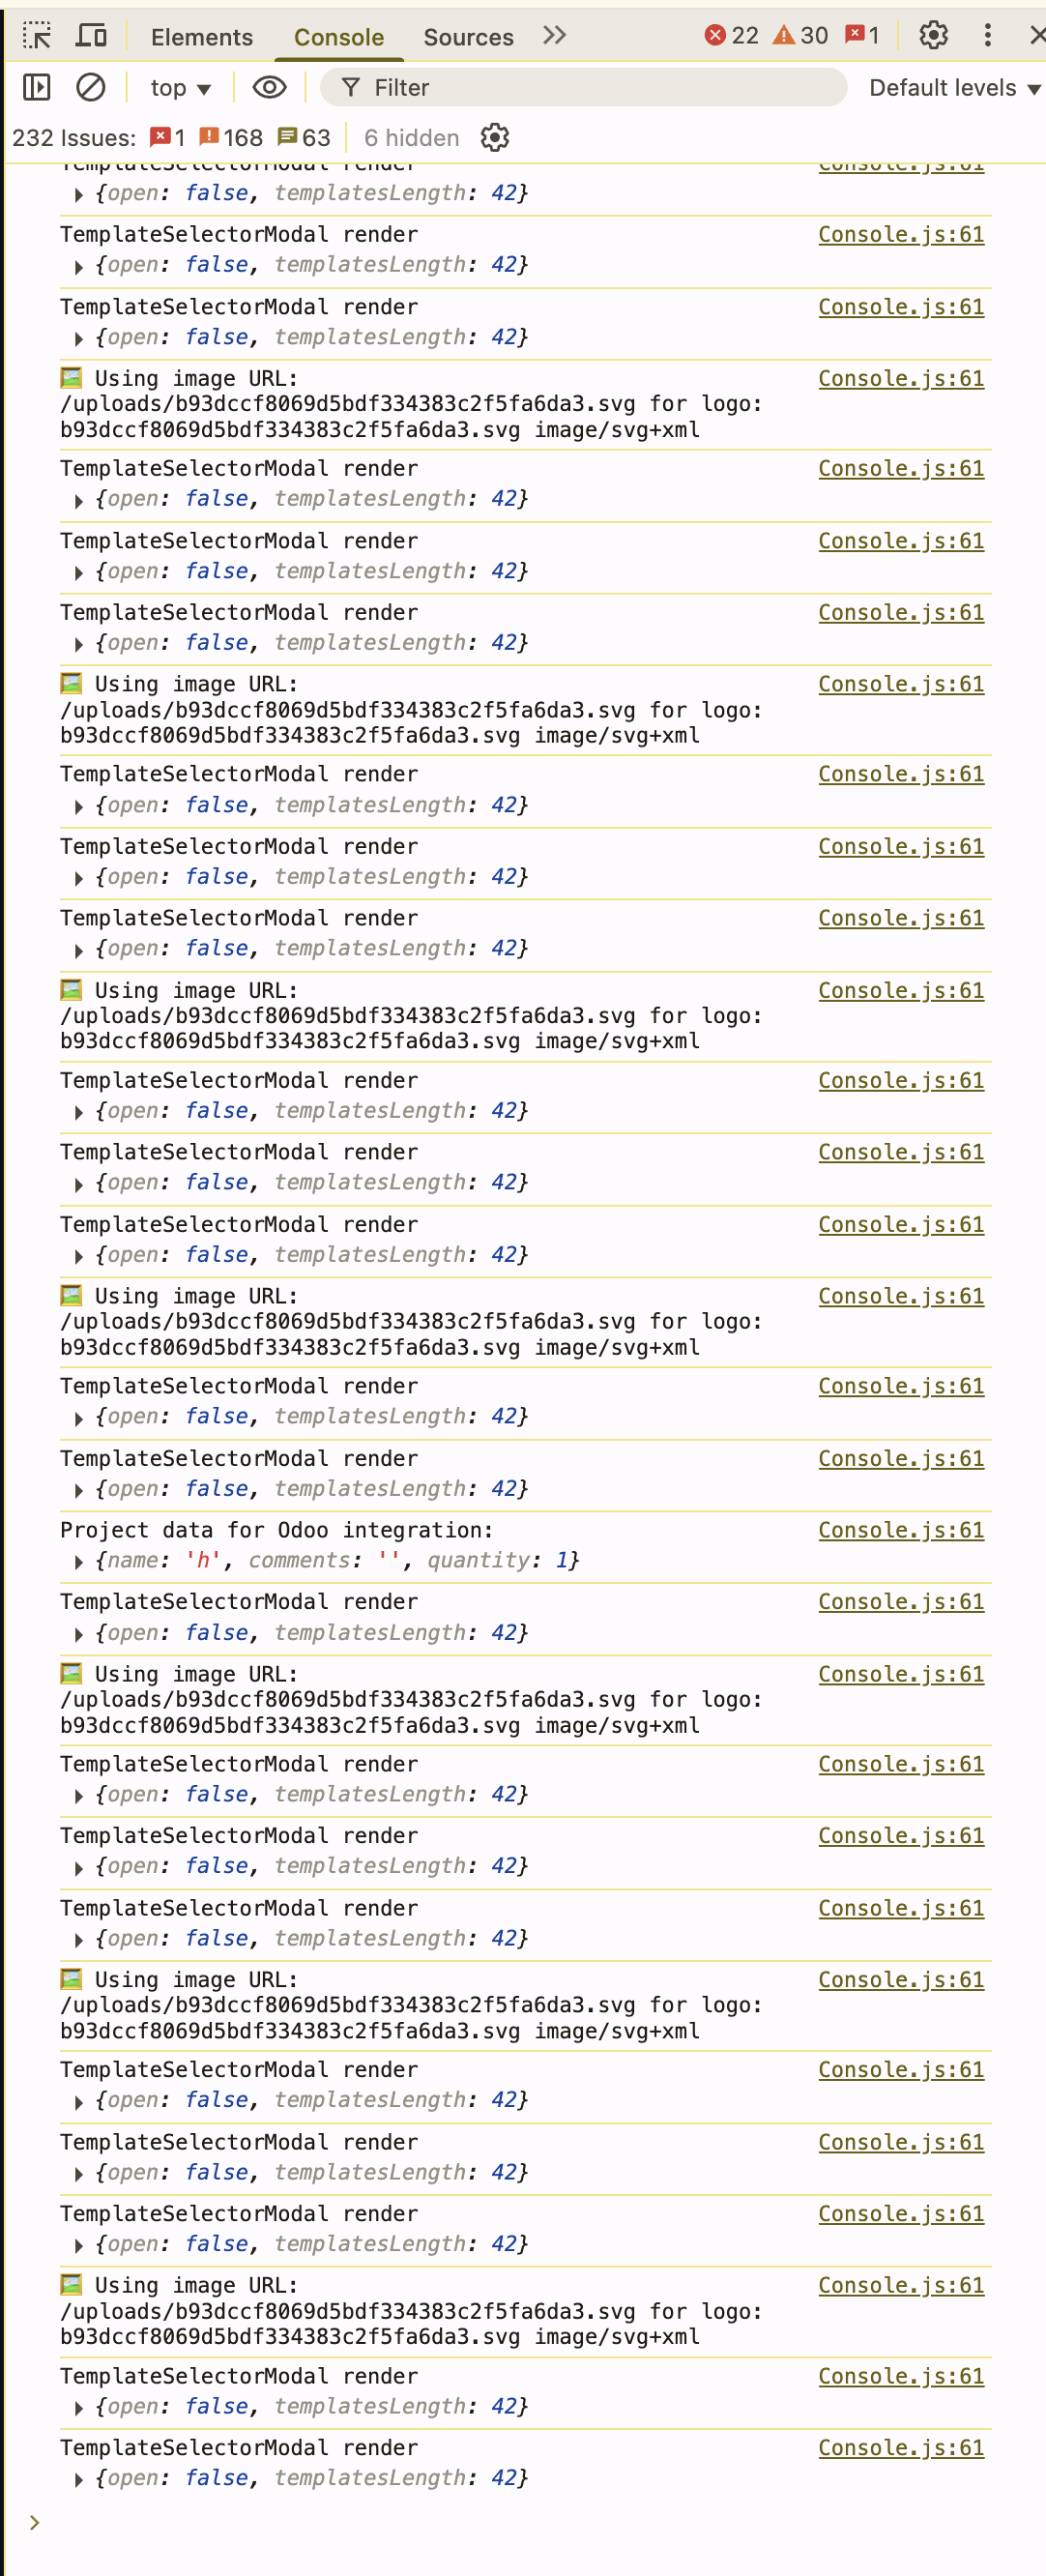 Elements Console Sources 22 30 1
top Filter Default levels
232 Issues: 1 168 63 6 hidden
TemplateSelectorModal render Console.js:61
{open: false, templatesLength: 42}
TemplateSelectorModal render Console.js:61
{open: false, templatesLength: 42}
TemplateSelectorModal render Console.js:61
{open: false, templatesLength: 42}
🖼️ Using image URL: Console.js:61
/uploads/b93dccf8069d5bdf334383c2f5fa6da3.svg for logo:
b93dccf8069d5bdf334383c2f5fa6da3.svg image/svg+xml
TemplateSelectorModal render Console.js:61
{open: false, templatesLength: 42}
TemplateSelectorModal render Console.js:61
{open: false, templatesLength: 42}
TemplateSelectorModal render Console.js:61
{open: false, templatesLength: 42}
🖼️ Using image URL: Console.js:61
/uploads/b93dccf8069d5bdf334383c2f5fa6da3.svg for logo:
b93dccf8069d5bdf334383c2f5fa6da3.svg image/svg+xml
TemplateSelectorModal render Console.js:61
{open: false, templatesLength: 42}
TemplateSelectorModal render Console.js:61
{open: false, templatesLength: 42}
TemplateSelectorModal render Console.js:61
{open: false, templatesLength: 42}
🖼️ Using image URL: Console.js:61
/uploads/b93dccf8069d5bdf334383c2f5fa6da3.svg for logo:
b93dccf8069d5bdf334383c2f5fa6da3.svg image/svg+xml
TemplateSelectorModal render Console.js:61
{open: false, templatesLength: 42}
TemplateSelectorModal render Console.js:61
{open: false, templatesLength: 42}
TemplateSelectorModal render Console.js:61
{open: false, templatesLength: 42}
🖼️ Using image URL: Console.js:61
/uploads/b93dccf8069d5bdf334383c2f5fa6da3.svg for logo:
b93dccf8069d5bdf334383c2f5fa6da3.svg image/svg+xml
TemplateSelectorModal render Console.js:61
{open: false, templatesLength: 42}
TemplateSelectorModal render Console.js:61
{open: false, templatesLength: 42}
Project data for Odoo integration: Console.js:61
{name: 'h', comments: '', quantity: 1}
TemplateSelectorModal render Console.js:61
{open: false, templatesLength: 42}
🖼️ Using image URL: Console.js:61
/uploads/b93dccf8069d5bdf334383c2f5fa6da3.svg for logo:
b93dccf8069d5bdf334383c2f5fa6da3.svg image/svg+xml
TemplateSelectorModal render Console.js:61
{open: false, templatesLength: 42}
TemplateSelectorModal render Console.js:61
{open: false, templatesLength: 42}
TemplateSelectorModal render Console.js:61
{open: false, templatesLength: 42}
🖼️ Using image URL: Console.js:61
/uploads/b93dccf8069d5bdf334383c2f5fa6da3.svg for logo:
b93dccf8069d5bdf334383c2f5fa6da3.svg image/svg+xml
TemplateSelectorModal render Console.js:61
{open: false, templatesLength: 42}
TemplateSelectorModal render Console.js:61
{open: false, templatesLength: 42}
TemplateSelectorModal render Console.js:61
{open: false, templatesLength: 42}
🖼️ Using image URL: Console.js:61
/uploads/b93dccf8069d5bdf334383c2f5fa6da3.svg for logo:
b93dccf8069d5bdf334383c2f5fa6da3.svg image/svg+xml
TemplateSelectorModal render Console.js:61
{open: false, templatesLength: 42}
TemplateSelectorModal render Console.js:61
{open: false, templatesLength: 42}